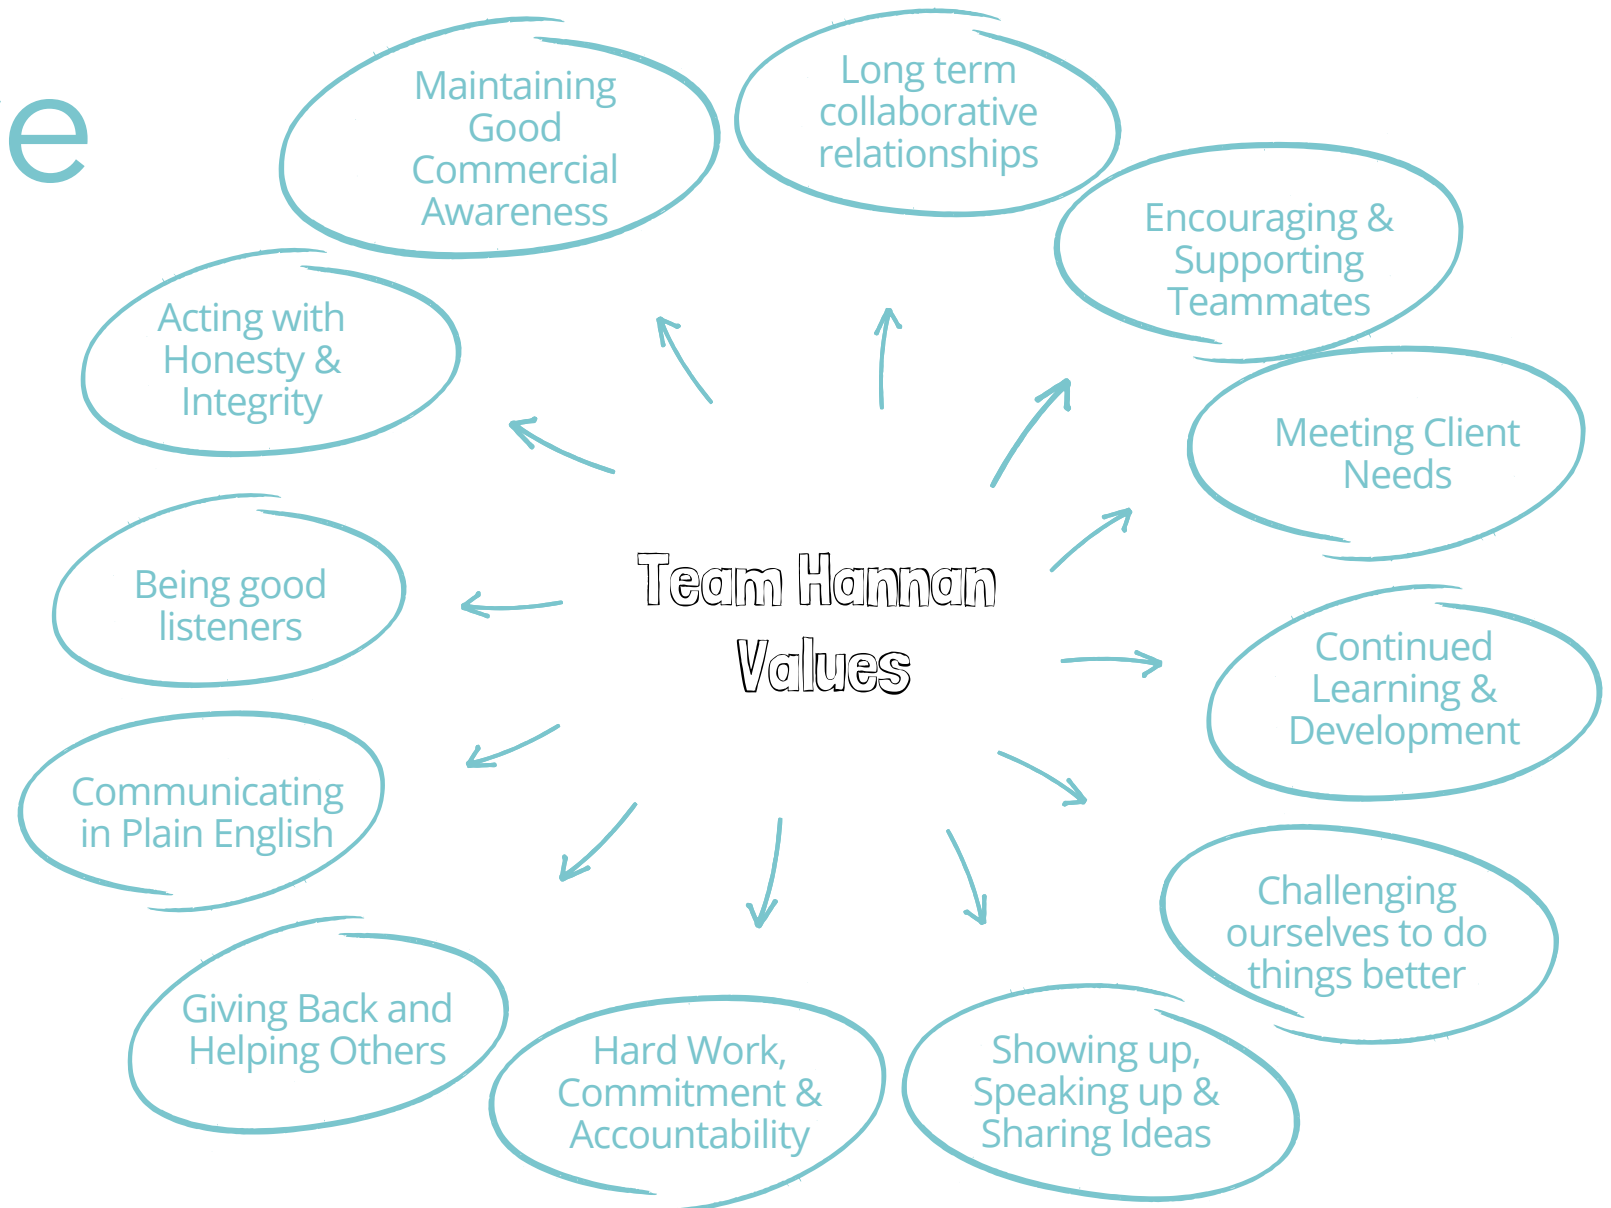 e
Maintaining
Good
Commercial
Awareness
Long term
collaborative
relationships
Encouraging &
Supporting
Teammates
Meeting Client
Needs
Continued
Learning &
Development
Challenging
ourselves to do
things better
Showing up,
Speaking up &
Sharing Ideas
Hard Work,
Commitment &
Accountability
Giving Back and
Helping Others
Communicating
in Plain English
Being good
listeners
Acting with
Honesty &
Integrity
Team Hannan
Values